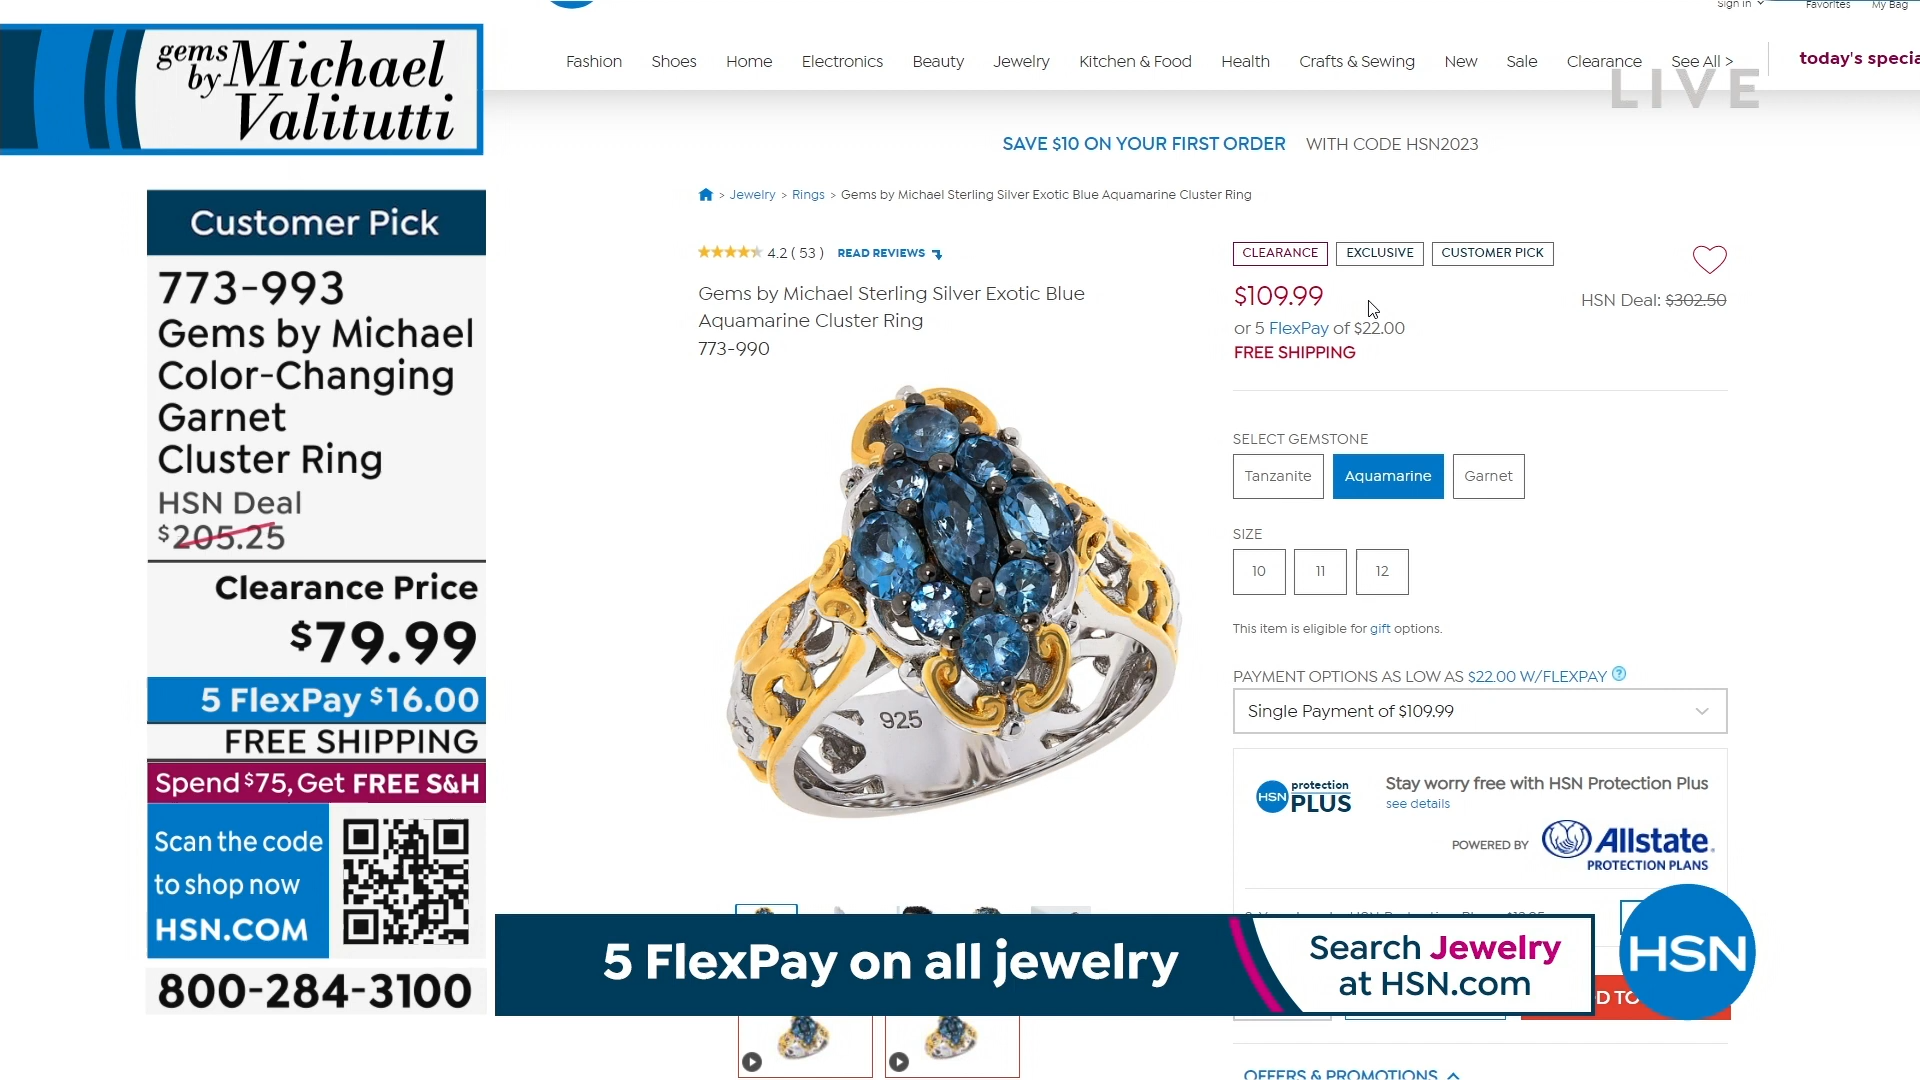 Sign In
Favorites
My Bag
gems by Michael Valitutti
Fashion
Shoes
Home
Electronics
Beauty
Jewelry
Kitchen & Food
Health
Crafts & Sewing
New
Sale
Clearance
See All >
today's specia
LIVE
SAVE $10 ON YOUR FIRST ORDER WITH CODE HSN2023
> Jewelry > Rings > Gems by Michael Sterling Silver Exotic Blue Aquamarine Cluster Ring
Customer Pick
773-993
Gems by Michael
Color-Changing
Garnet
Cluster Ring
HSN Deal
$205.25
Clearance Price
$79.99
5 FlexPay $16.00
FREE SHIPPING
Spend $75, Get FREE S&H
Scan the code
to shop now
HSN.COM
800-284-3100
4.2 ( 53 ) READ REVIEWS
Gems by Michael Sterling Silver Exotic Blue
Aquamarine Cluster Ring
773-990
925
CLEARANCE
EXCLUSIVE
CUSTOMER PICK
$109.99
HSN Deal: $302.50
or 5 FlexPay of $22.00
FREE SHIPPING
SELECT GEMSTONE
Tanzanite
Aquamarine
Garnet
SIZE
10
11
12
This item is eligible for gift options.
PAYMENT OPTIONS AS LOW AS $22.00 W/FLEXPAY ?
Single Payment of $109.99
HSN protection PLUS
Stay worry free with HSN Protection Plus
see details
POWERED BY
Allstate
PROTECTION PLANS
5 FlexPay on all jewelry
Search Jewelry
at HSN.com
HSN
D TO
OFFERS & PROMOTIONS